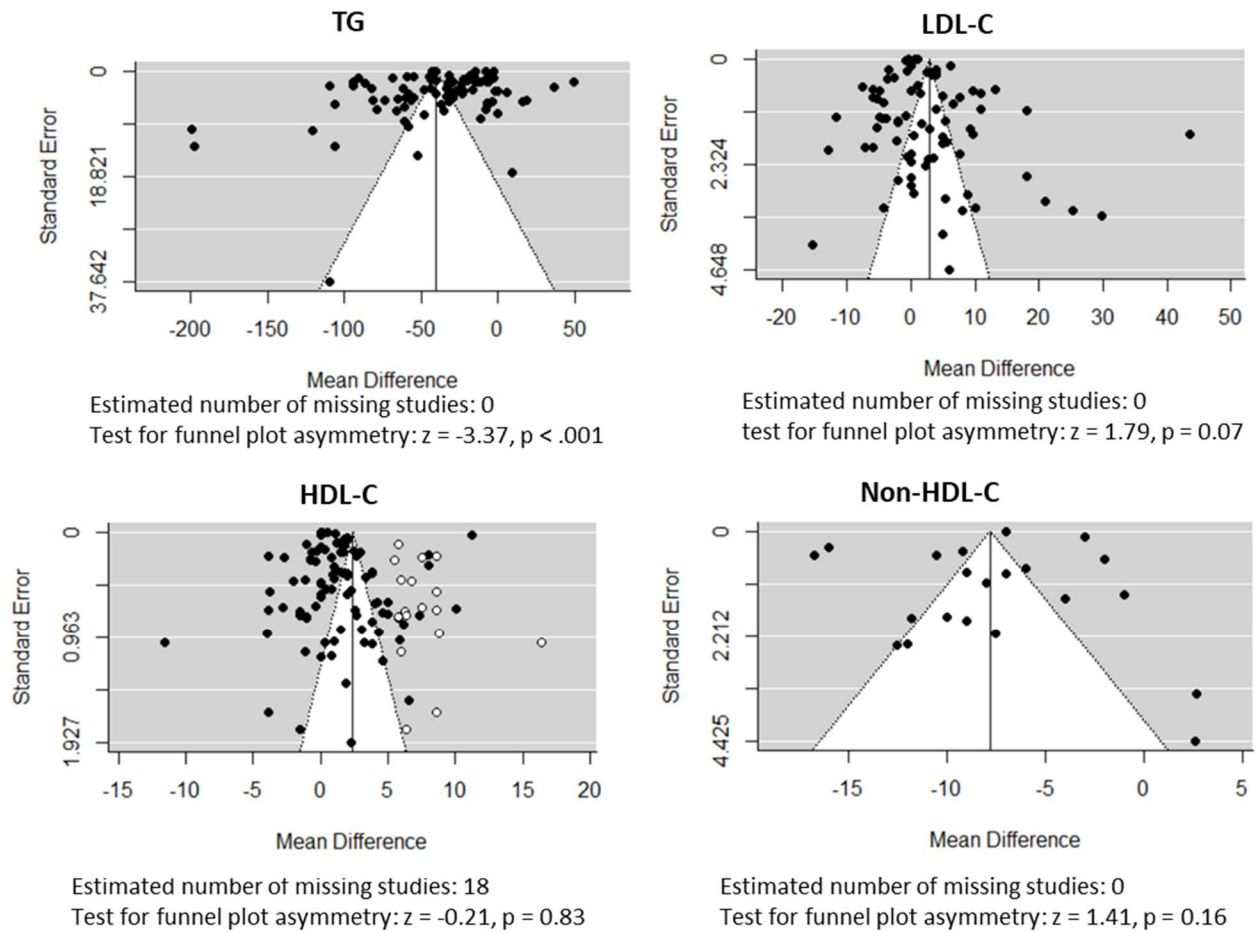 TG
0
18.821
37.642
Standard Error
-200 -150 -100 -50 0 50
Mean Difference
Estimated number of missing studies: 0
Test for funnel plot asymmetry: z = -3.37, p < .001
LDL-C
0
2.324
4.648
Standard Error
-20 -10 0 10 20 30 40 50
Mean Difference
Estimated number of missing studies: 0
test for funnel plot asymmetry: z = 1.79, p = 0.07
HDL-C
0
0.963
1.927
Standard Error
-15 -10 -5 0 5 10 15 20
Mean Difference
Estimated number of missing studies: 18
Test for funnel plot asymmetry: z = -0.21, p = 0.83
Non-HDL-C
0
2.212
4.425
Standard Error
-15 -10 -5 0 5
Mean Difference
Estimated number of missing studies: 0
Test for funnel plot asymmetry: z = 1.41, p = 0.16